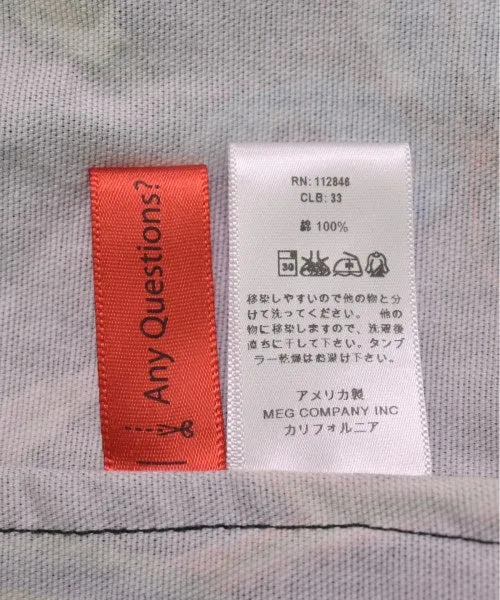 Any Questions?
RN: 112846
CLB: 33
綿 100%
30
移染しやすいので他の物と分
けて洗ってください。 他の
物に移染しますので、洗濯後
直ちに干して下さい。タンブ
ラー乾燥はお避け下さい。
アメリカ製
MEG COMPANY INC
カリフォルニア